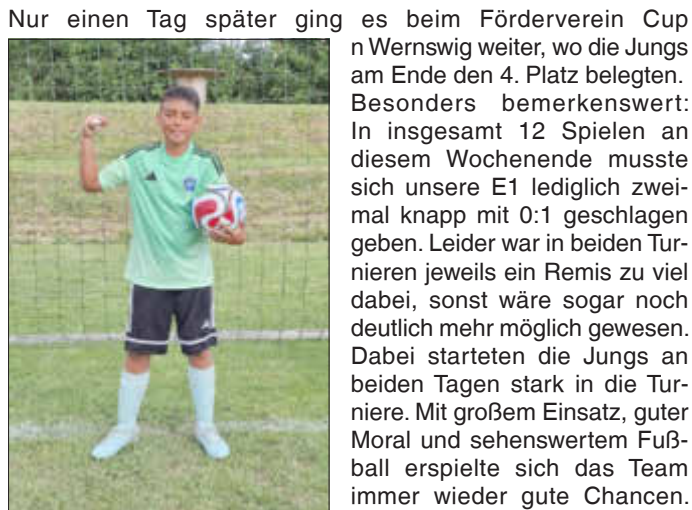 Nur einen Tag später ging es beim Förderverein Cup
n Wernswig weiter, wo die Jungs
am Ende den 4. Platz belegten.
Besonders bemerkenswert:
In insgesamt 12 Spielen an
diesem Wochenende musste
sich unsere E1 lediglich zwei-
mal knapp mit 0:1 geschlagen
geben. Leider war in beiden Tur-
nieren jeweils ein Remis zu viel
dabei, sonst wäre sogar noch
deutlich mehr möglich gewesen.
Dabei starteten die Jungs an
beiden Tagen stark in die Tur-
niere. Mit großem Einsatz, guter
Moral und sehenswertem Fuß-
ball erspielte sich das Team
immer wieder gute Chancen.